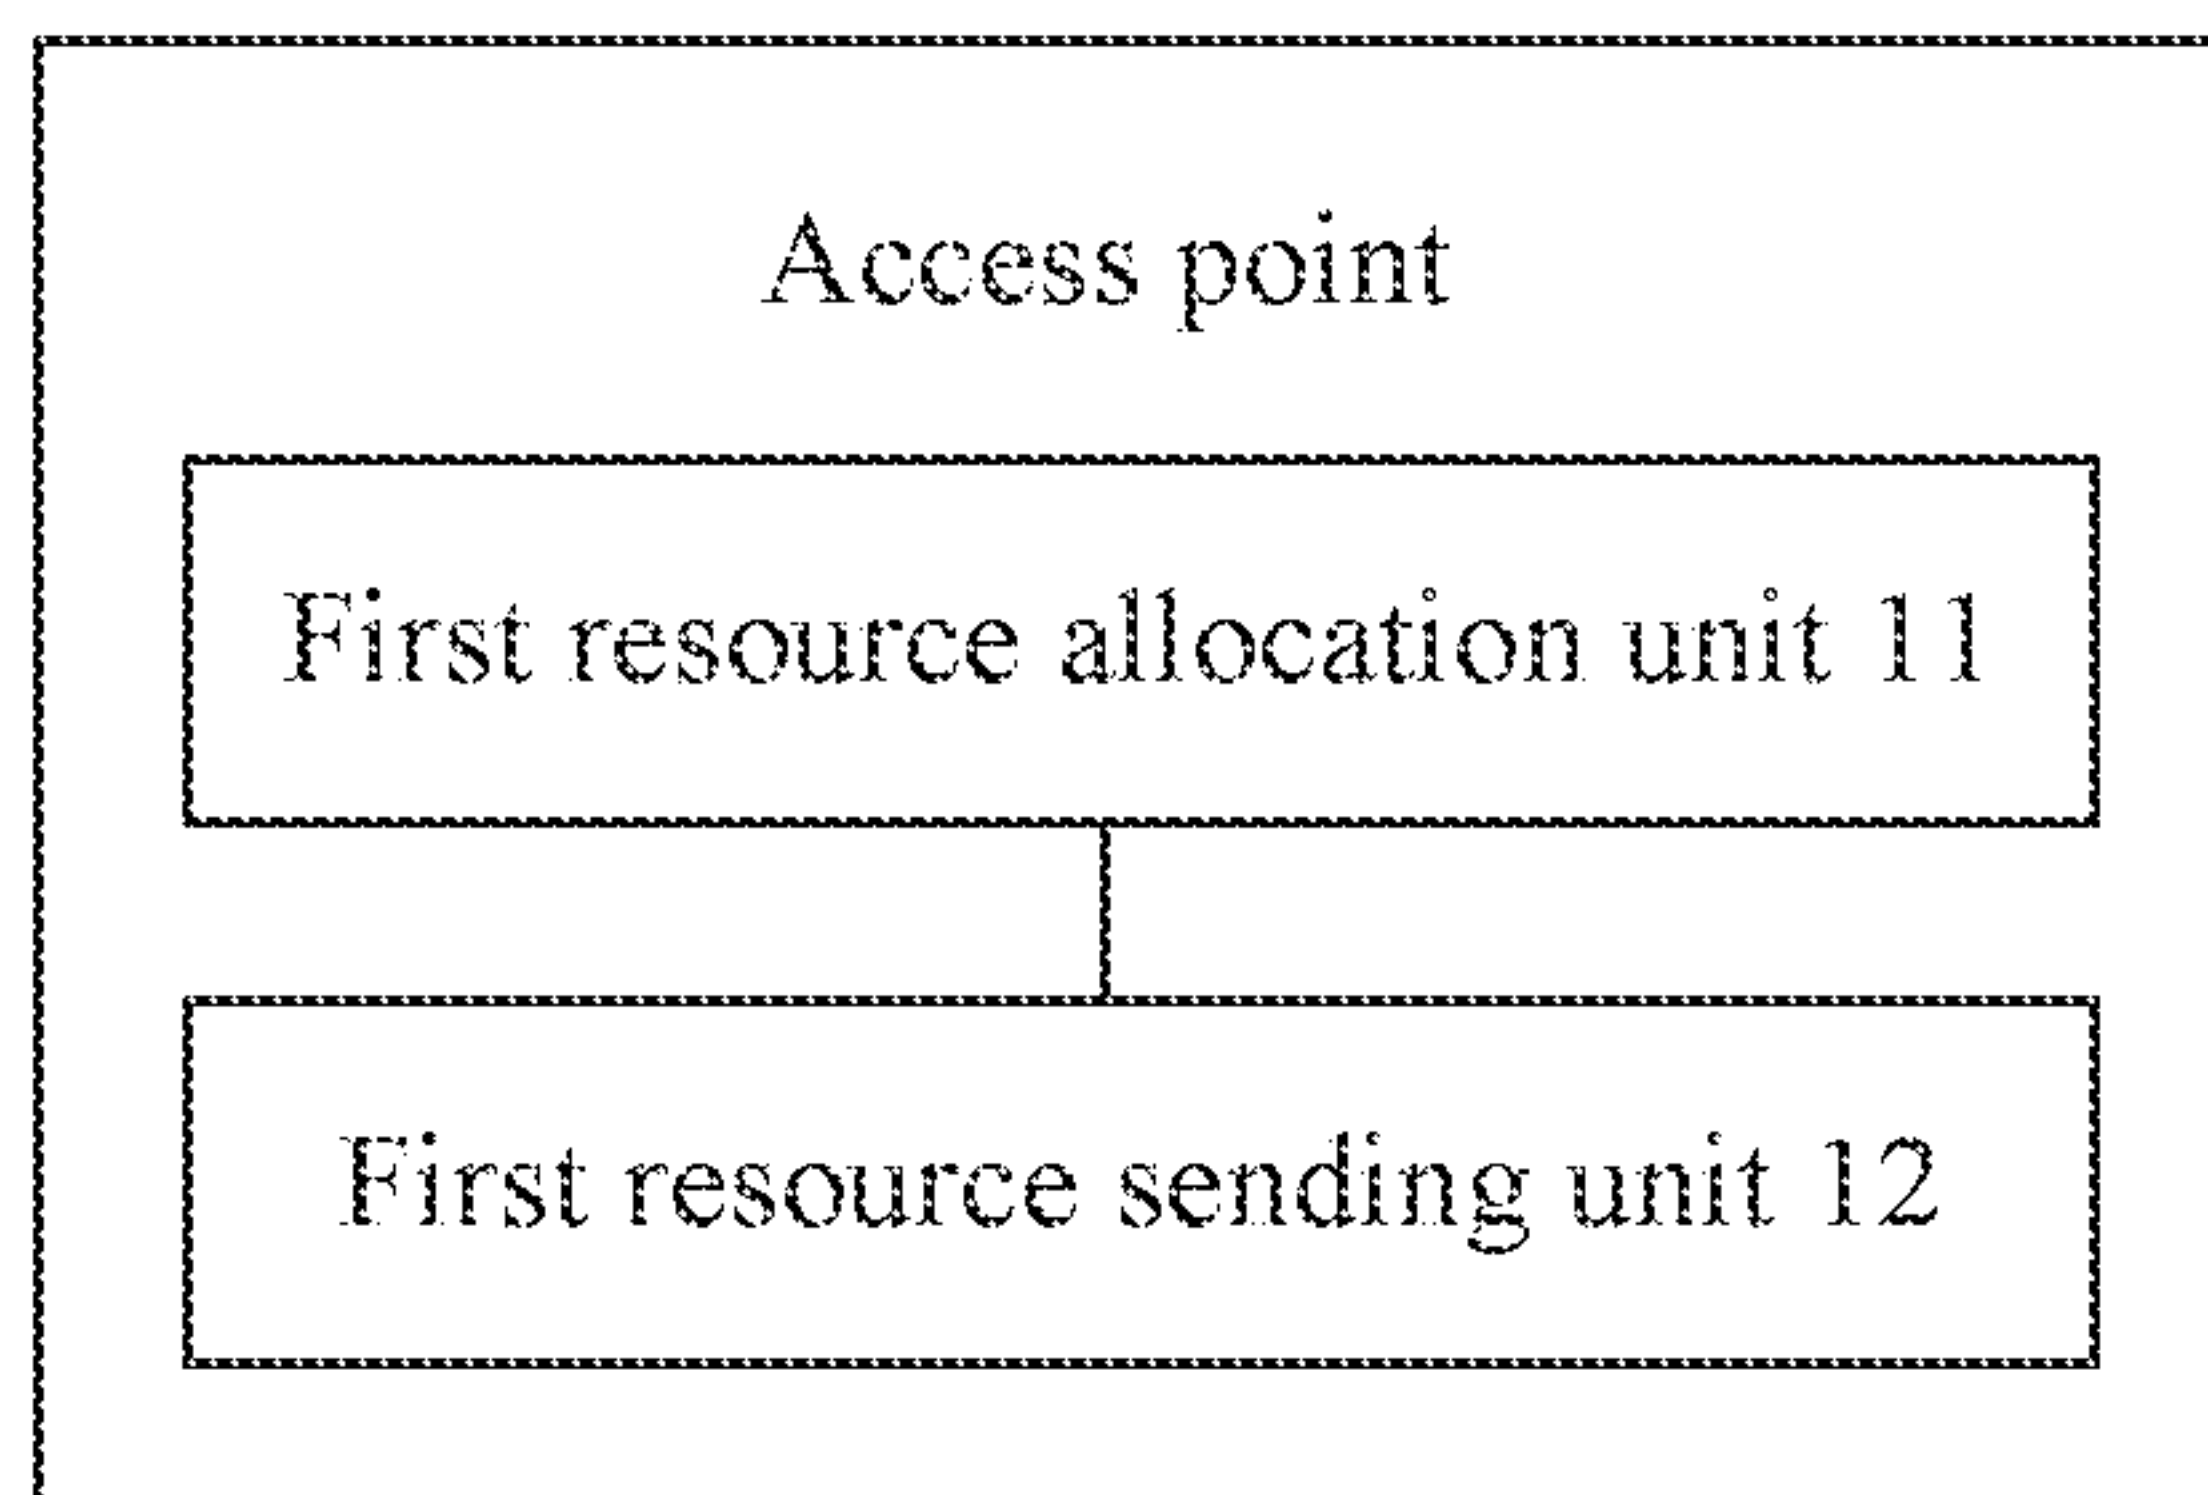 Access point
First resource allocation unit 11
First resource sending unit 12